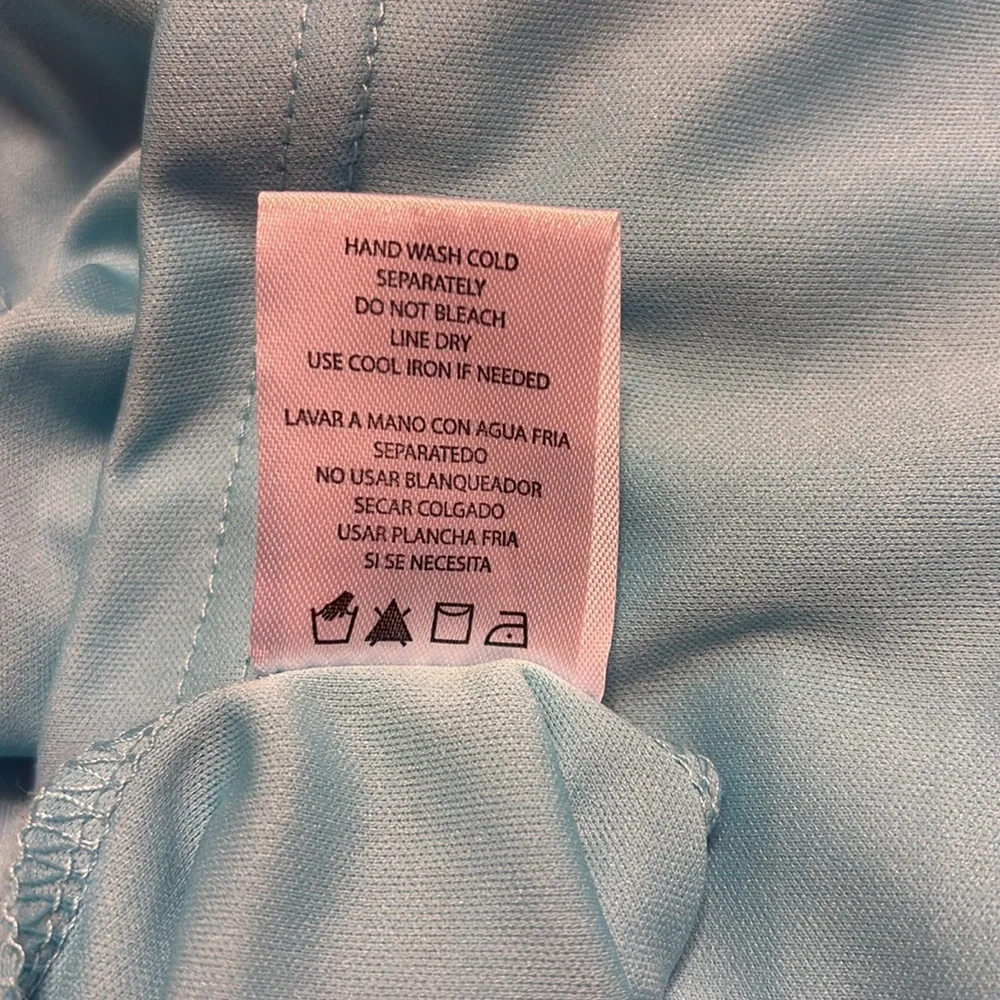 HAND WASH COLD
SEPARATELY
DO NOT BLEACH
LINE DRY
USE COOL IRON IF NEEDED
LAVAR A MANO CON AGUA FRIA
SEPARATEDO
NO USAR BLANQUEADOR
SECAR COLGADO
USAR PLANCHA FRIA
SI SE NECESITA